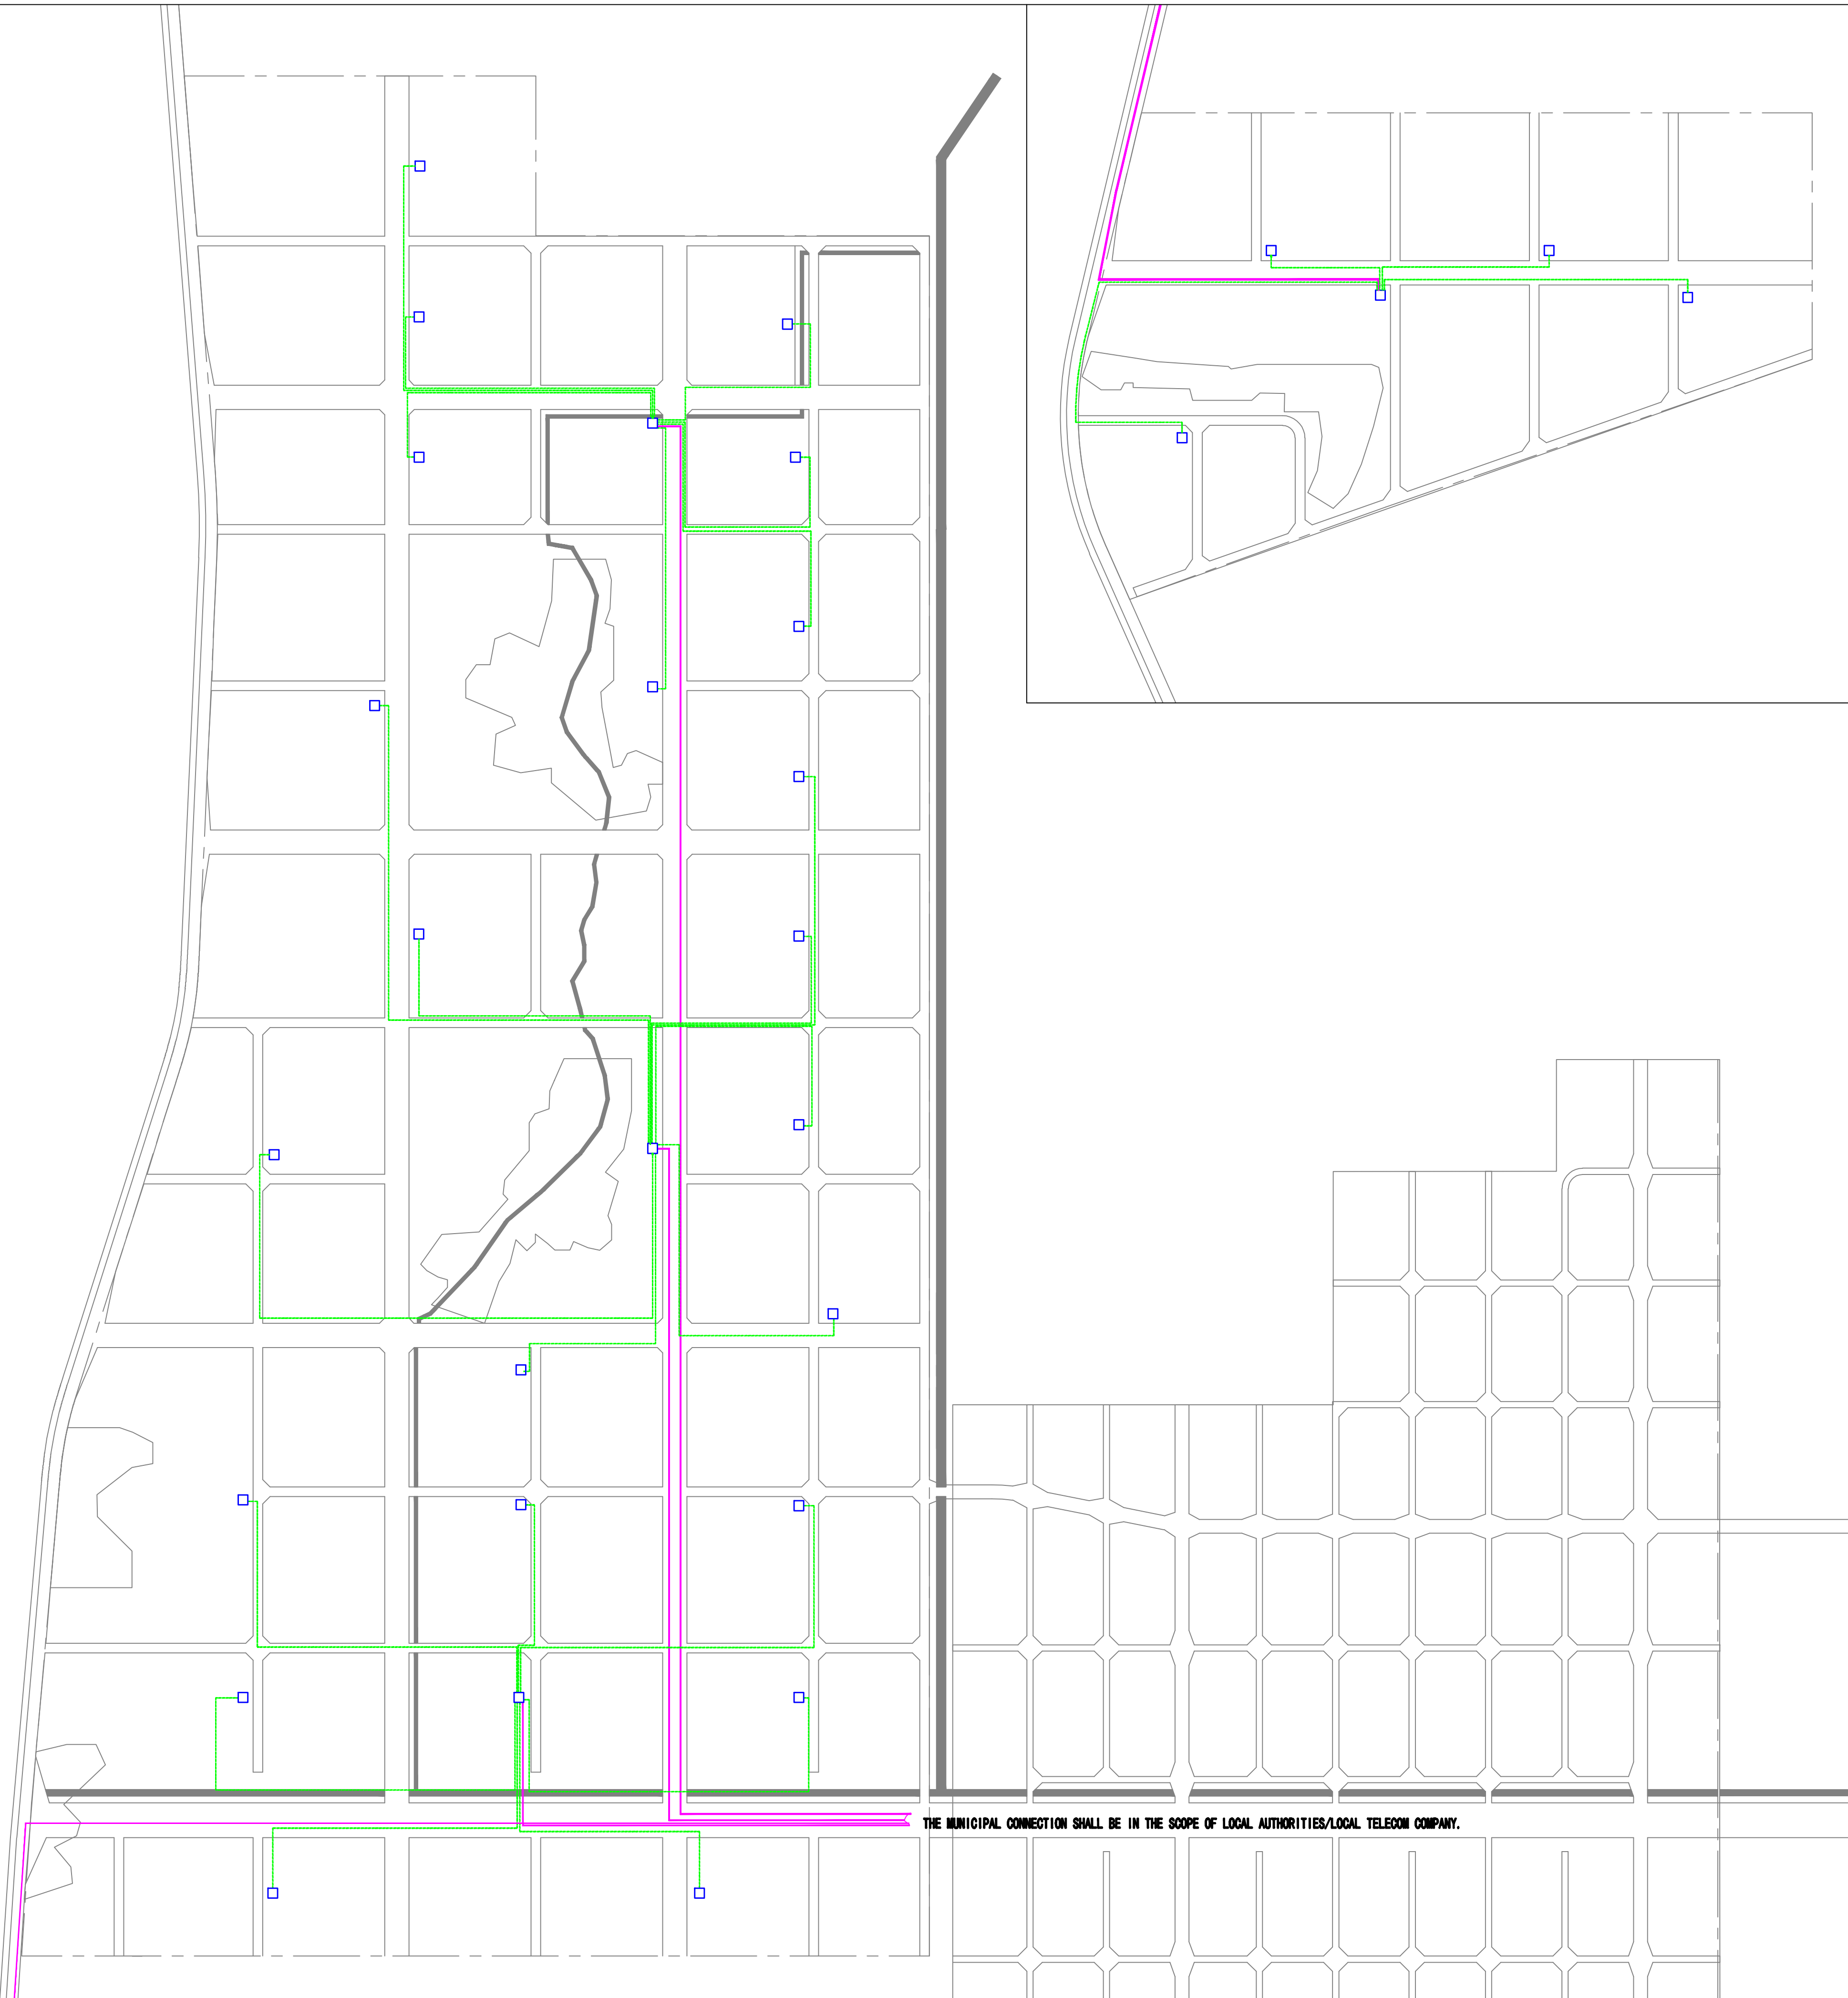 THE MUNICIPAL CONNECTION SHALL BE IN THE SCOPE OF LOCAL AUTHORITIES/LOCAL TELECOM COMPANY.